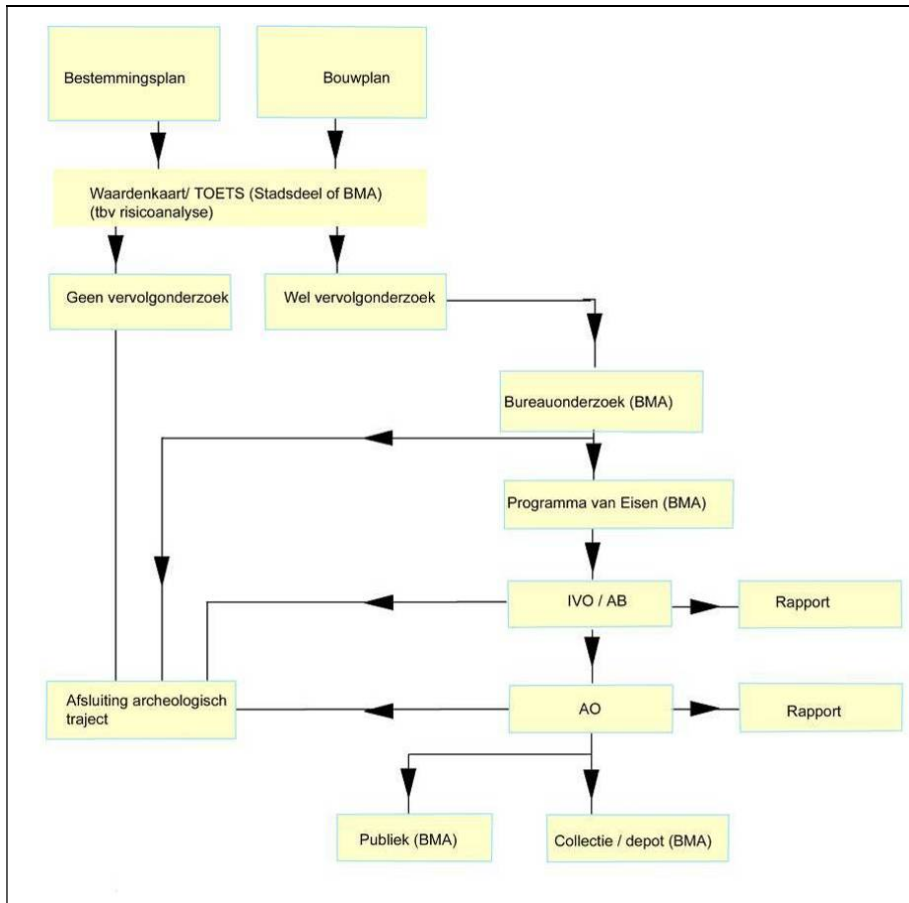 Bestemmingsplan
Bouwplan
Waardenkaart/ TOETS (Stadsdeel of BMA)
(tbv risicoanalyse)
Geen vervolgonderzoek
Wel vervolgonderzoek
Bureauonderzoek (BMA)
Programma van Eisen (BMA)
IVO / AB
Rapport
Afsluiting archeologisch
traject
AO
Rapport
Publiek (BMA)
Collectie / depot (BMA)